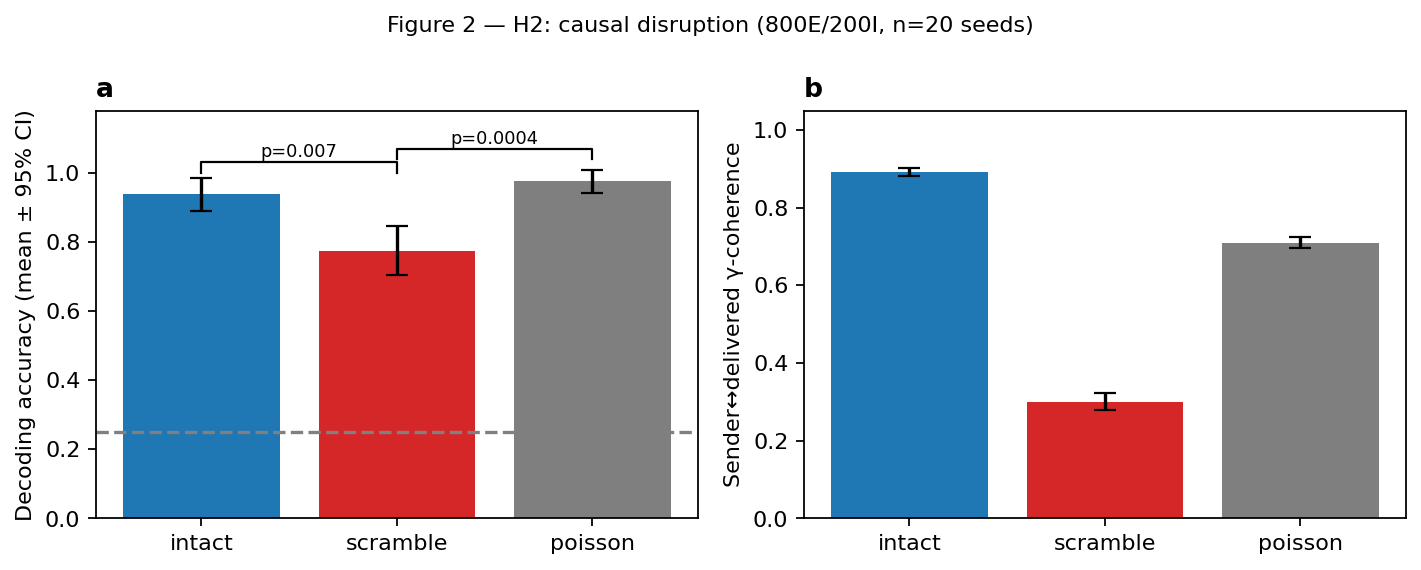 Figure 2 — H2: causal disruption (800E/200I, n=20 seeds)
a
Decoding accuracy (mean ± 95% CI)
1.0
0.8
0.6
0.4
0.2
0.0
p=0.007
p=0.0004
intact
scramble
poisson
b
Sender↔delivered γ-coherence
1.0
0.8
0.6
0.4
0.2
0.0
intact
scramble
poisson